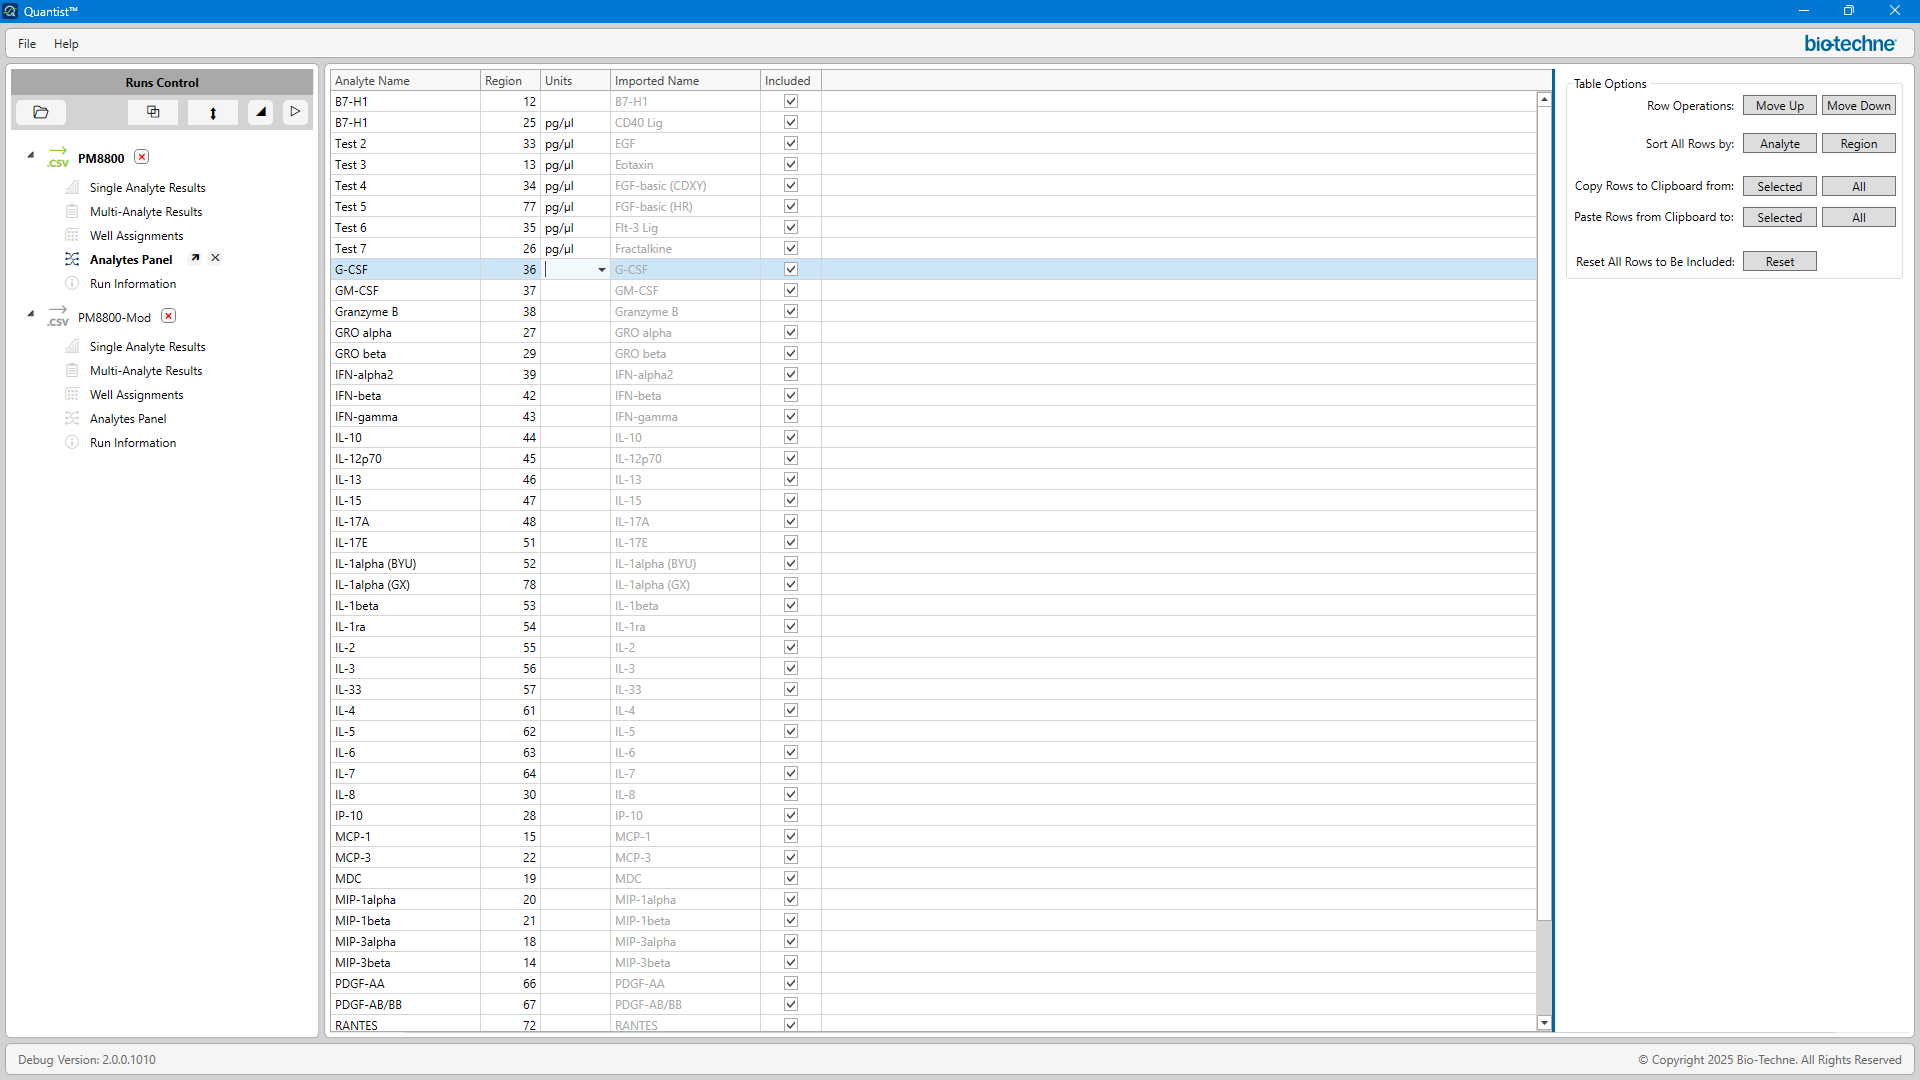 Quantist™
File Help
bio-techne
Runs Control
PM8800
Single Analyte Results
Multi-Analyte Results
Well Assignments
Analytes Panel
Run Information
PM8800-Mod
Single Analyte Results
Multi-Analyte Results
Well Assignments
Analytes Panel
Run Information
Analyte Name Region Units Imported Name Included
B7-H1 12 B7-H1
B7-H1 25 pg/µl CD40 Lig
Test 2 33 pg/µl EGF
Test 3 13 pg/µl Eotaxin
Test 4 34 pg/µl FGF-basic (CDXY)
Test 5 77 pg/µl FGF-basic (HR)
Test 6 35 pg/µl Flt-3 Lig
Test 7 26 pg/µl Fractalkine
G-CSF 36 G-CSF
GM-CSF 37 GM-CSF
Granzyme B 38 Granzyme B
GRO alpha 27 GRO alpha
GRO beta 29 GRO beta
IFN-alpha2 39 IFN-alpha2
IFN-beta 42 IFN-beta
IFN-gamma 43 IFN-gamma
IL-10 44 IL-10
IL-12p70 45 IL-12p70
IL-13 46 IL-13
IL-15 47 IL-15
IL-17A 48 IL-17A
IL-17E 51 IL-17E
IL-1alpha (BYU) 52 IL-1alpha (BYU)
IL-1alpha (GX) 78 IL-1alpha (GX)
IL-1beta 53 IL-1beta
IL-1ra 54 IL-1ra
IL-2 55 IL-2
IL-3 56 IL-3
IL-33 57 IL-33
IL-4 61 IL-4
IL-5 62 IL-5
IL-6 63 IL-6
IL-7 64 IL-7
IL-8 30 IL-8
IP-10 28 IP-10
MCP-1 15 MCP-1
MCP-3 22 MCP-3
MDC 19 MDC
MIP-1alpha 20 MIP-1alpha
MIP-1beta 21 MIP-1beta
MIP-3alpha 18 MIP-3alpha
MIP-3beta 14 MIP-3beta
PDGF-AA 66 PDGF-AA
PDGF-AB/BB 67 PDGF-AB/BB
RANTES 72 RANTES
Table Options
Row Operations: Move Up Move Down
Sort All Rows by: Analyte Region
Copy Rows to Clipboard from: Selected All
Paste Rows from Clipboard to: Selected All
Reset All Rows to Be Included: Reset
Debug Version: 2.0.0.1010
© Copyright 2025 Bio-Techne. All Rights Reserved
.CSV
.CSV